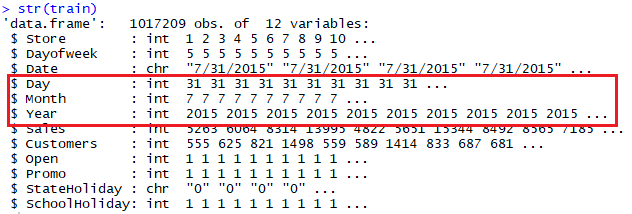 > str(train)
'data.frame':   1017209 obs. of  12 variables:
 $ Store        : int  1 2 3 4 5 6 7 8 9 10 ...
 $ Dayofweek    : int  5 5 5 5 5 5 5 5 5 5 ...
 $ Date         : chr  "7/31/2015" "7/31/2015" "7/31/2015" "7/31/2015" ...
 $ Day          : int  31 31 31 31 31 31 31 31 31 31 ...
 $ Month        : int  7 7 7 7 7 7 7 7 7 7 ...
 $ Year         : int  2015 2015 2015 2015 2015 2015 2015 2015 2015 2015 ...
 $ Sales        : int  5263 6064 8314 13995 4822 5651 15344 8492 8565 7185 ...
 $ Customers    : int  555 625 821 1498 559 589 1414 833 687 681 ...
 $ Open         : int  1 1 1 1 1 1 1 1 1 1 ...
 $ Promo        : int  1 1 1 1 1 1 1 1 1 1 ...
 $ StateHoliday : chr  "0" "0" "0" "0" ...
 $ SchoolHoliday: int  1 1 1 1 1 1 1 1 1 1 ...